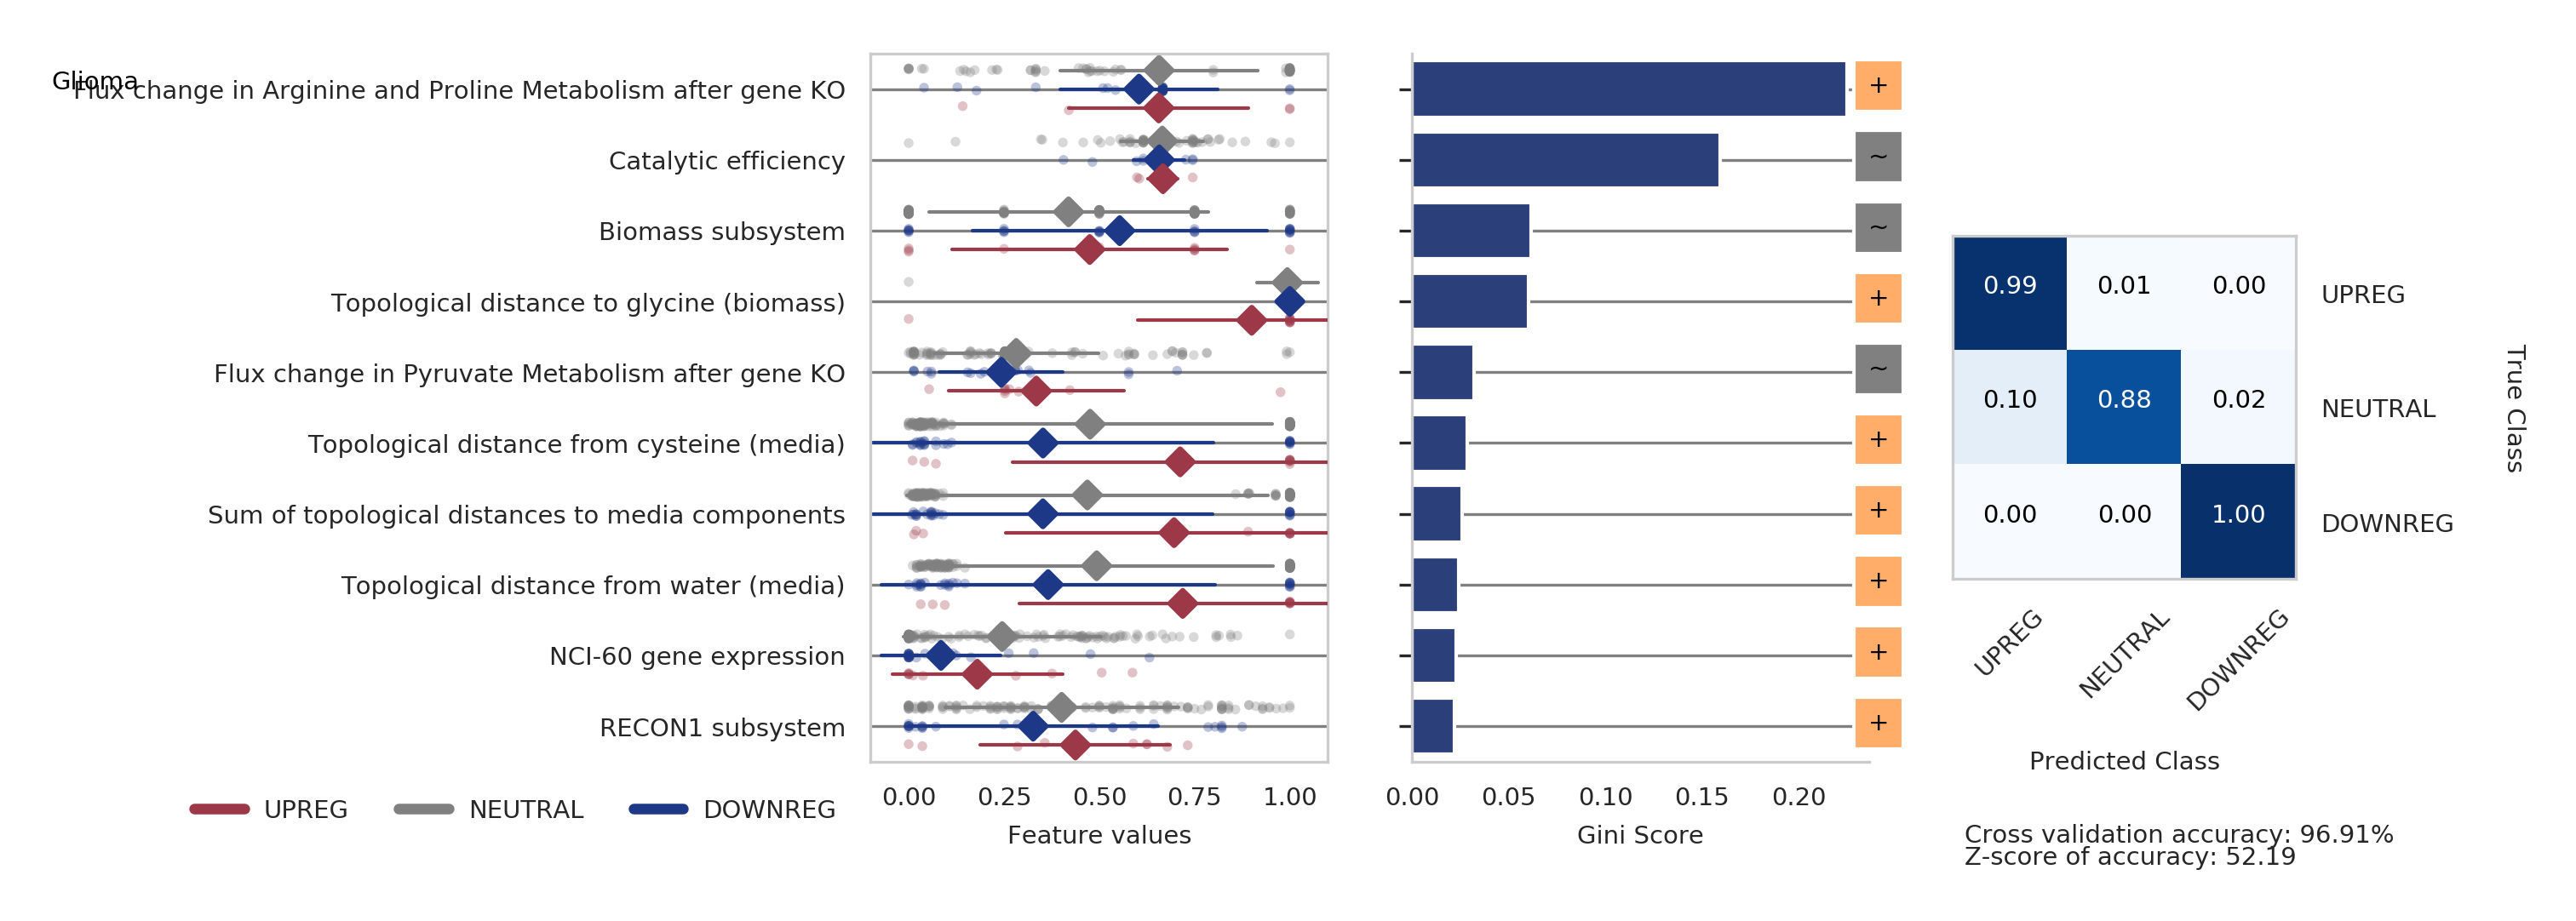 Glioma
Flux change in Arginine and Proline Metabolism after gene KO
Catalytic efficiency
Biomass subsystem
Topological distance to glycine (biomass)
Flux change in Pyruvate Metabolism after gene KO
Topological distance from cysteine (media)
Sum of topological distances to media components
Topological distance from water (media)
NCI-60 gene expression
RECON1 subsystem
UPREG NEUTRAL DOWNREG
0.00 0.25 0.50 0.75 1.00
Feature values
+
~
~
+
~
+
+
+
+
+
0.00 0.05 0.10 0.15 0.20
Gini Score
0.99 0.01 0.00 UPREG
0.10 0.88 0.02 NEUTRAL
0.00 0.00 1.00 DOWNREG
True Class
UPREG NEUTRAL DOWNREG
Predicted Class
Cross validation accuracy: 96.91%
Z-score of accuracy: 52.19